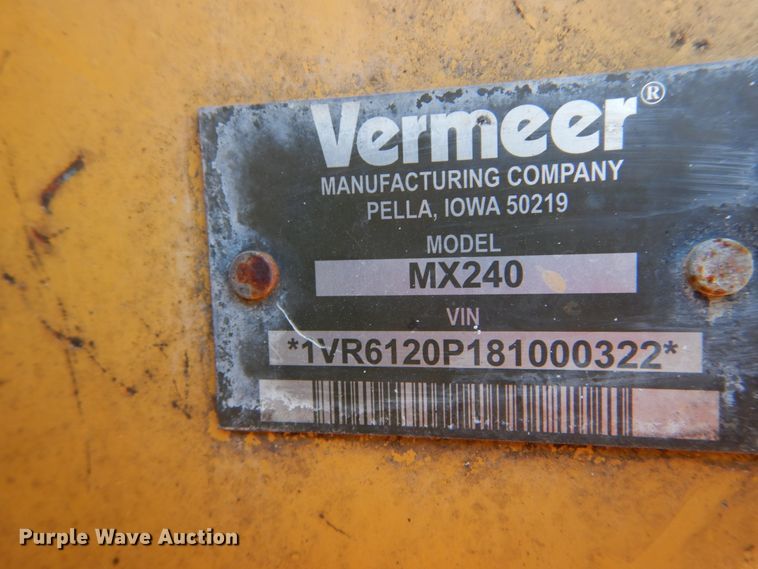 Vermeer®
MANUFACTURING COMPANY
PELLA, IOWA 50219
MODEL
MX240
VIN
*1VR6120P181000322*
Purple Wave Auction